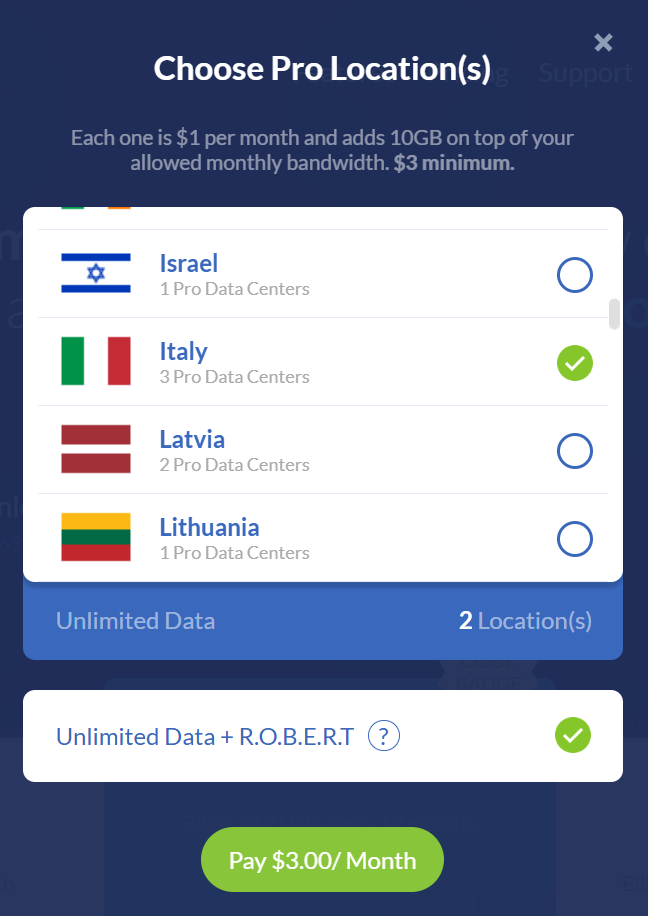 Choose Pro Location(s)
Support
Each one is $1 per month and adds 10GB on top of your
allowed monthly bandwidth. $3 minimum.
Israel
1 Pro Data Centers
Italy
3 Pro Data Centers
Latvia
2 Pro Data Centers
Lithuania
1 Pro Data Centers
Unlimited Data
2 Location(s)
Unlimited Data + R.O.B.E.R.T
?
Pay $3.00/ Month